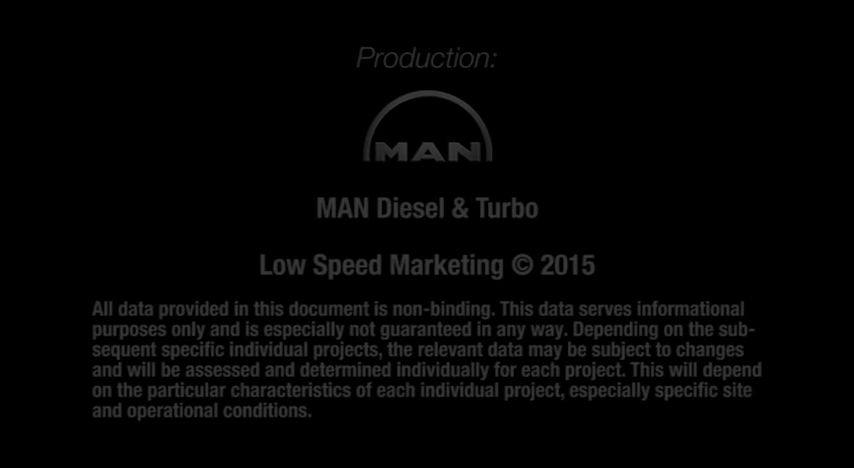 Production:
MAN
MAN Diesel & Turbo
Low Speed Marketing © 2015
All data provided in this document is non-binding. This data serves informational
purposes only and is especially not guaranteed in any way. Depending on the sub-
sequent specific individual projects, the relevant data may be subject to changes
and will be assessed and determined individually for each project. This will depend
on the particular characteristics of each individual project, especially specific site
and operational conditions.